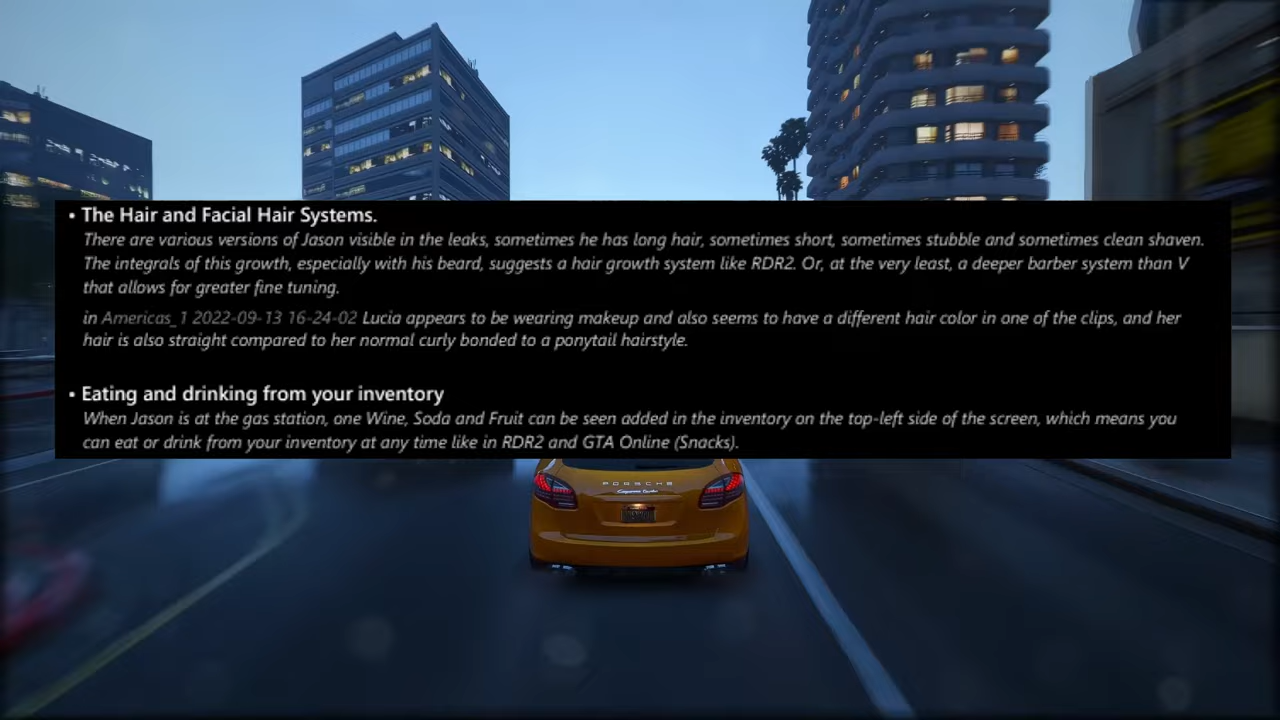 • The Hair and Facial Hair Systems.
There are various versions of Jason visible in the leaks, sometimes he has long hair, sometimes short, sometimes stubble and sometimes clean shaven.
The integrals of this growth, especially with his beard, suggests a hair growth system like RDR2. Or, at the very least, a deeper barber system than V
that allows for greater fine tuning.
in Americas_1 2022-09-13 16-24-02 Lucia appears to be wearing makeup and also seems to have a different hair color in one of the clips, and her
hair is also straight compared to her normal curly bonded to a ponytail hairstyle.
• Eating and drinking from your inventory
When Jason is at the gas station, one Wine, Soda and Fruit can be seen added in the inventory on the top-left side of the screen, which means you
can eat or drink from your inventory at any time like in RDR2 and GTA Online (Snacks).
PORSCHE